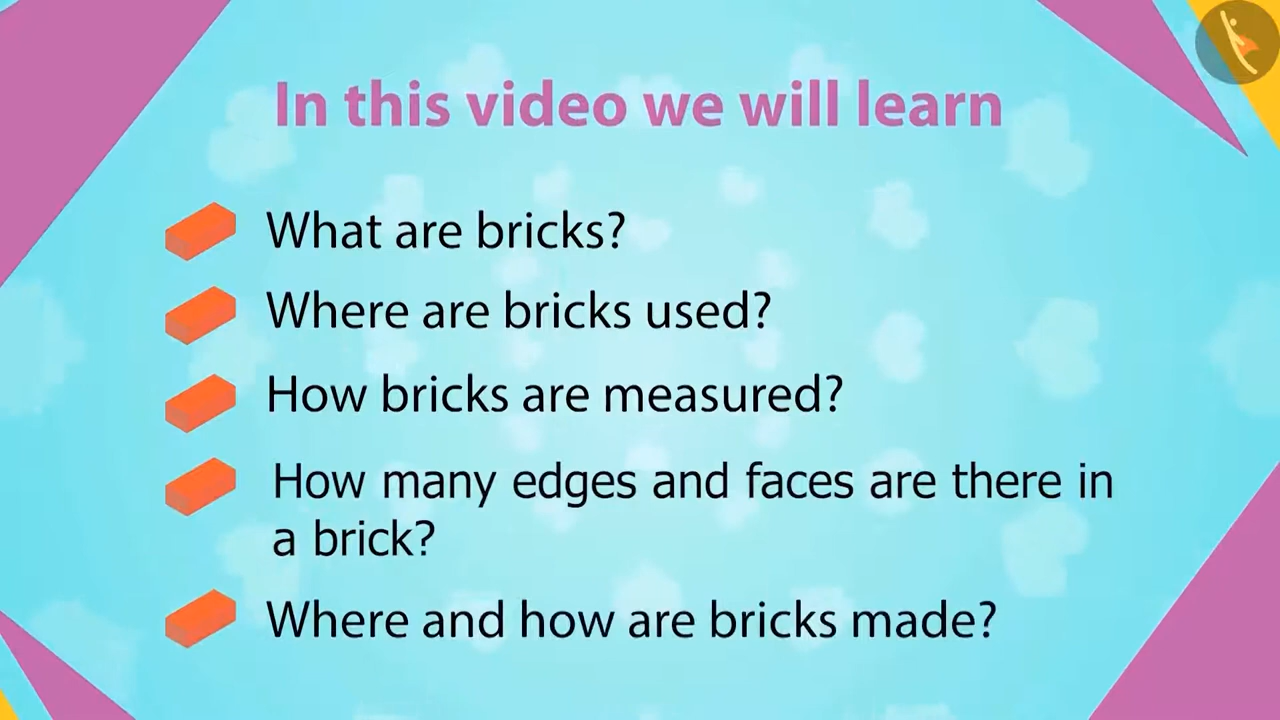 In this video we will learn
What are bricks?
Where are bricks used?
How bricks are measured?
How many edges and faces are there in
a brick?
Where and how are bricks made?